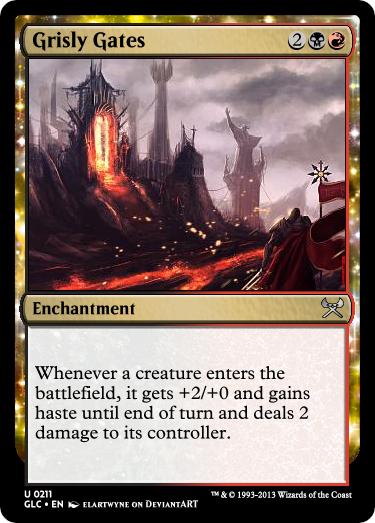 Grisly Gates 2
Enchantment
Whenever a creature enters the
battlefield, it gets +2/+0 and gains
haste until end of turn and deals 2
damage to its controller.
U 0211
GLC • EN ELARTWYNE ON DEVIANTART
™ & © 1993-2013 Wizards of the Coast